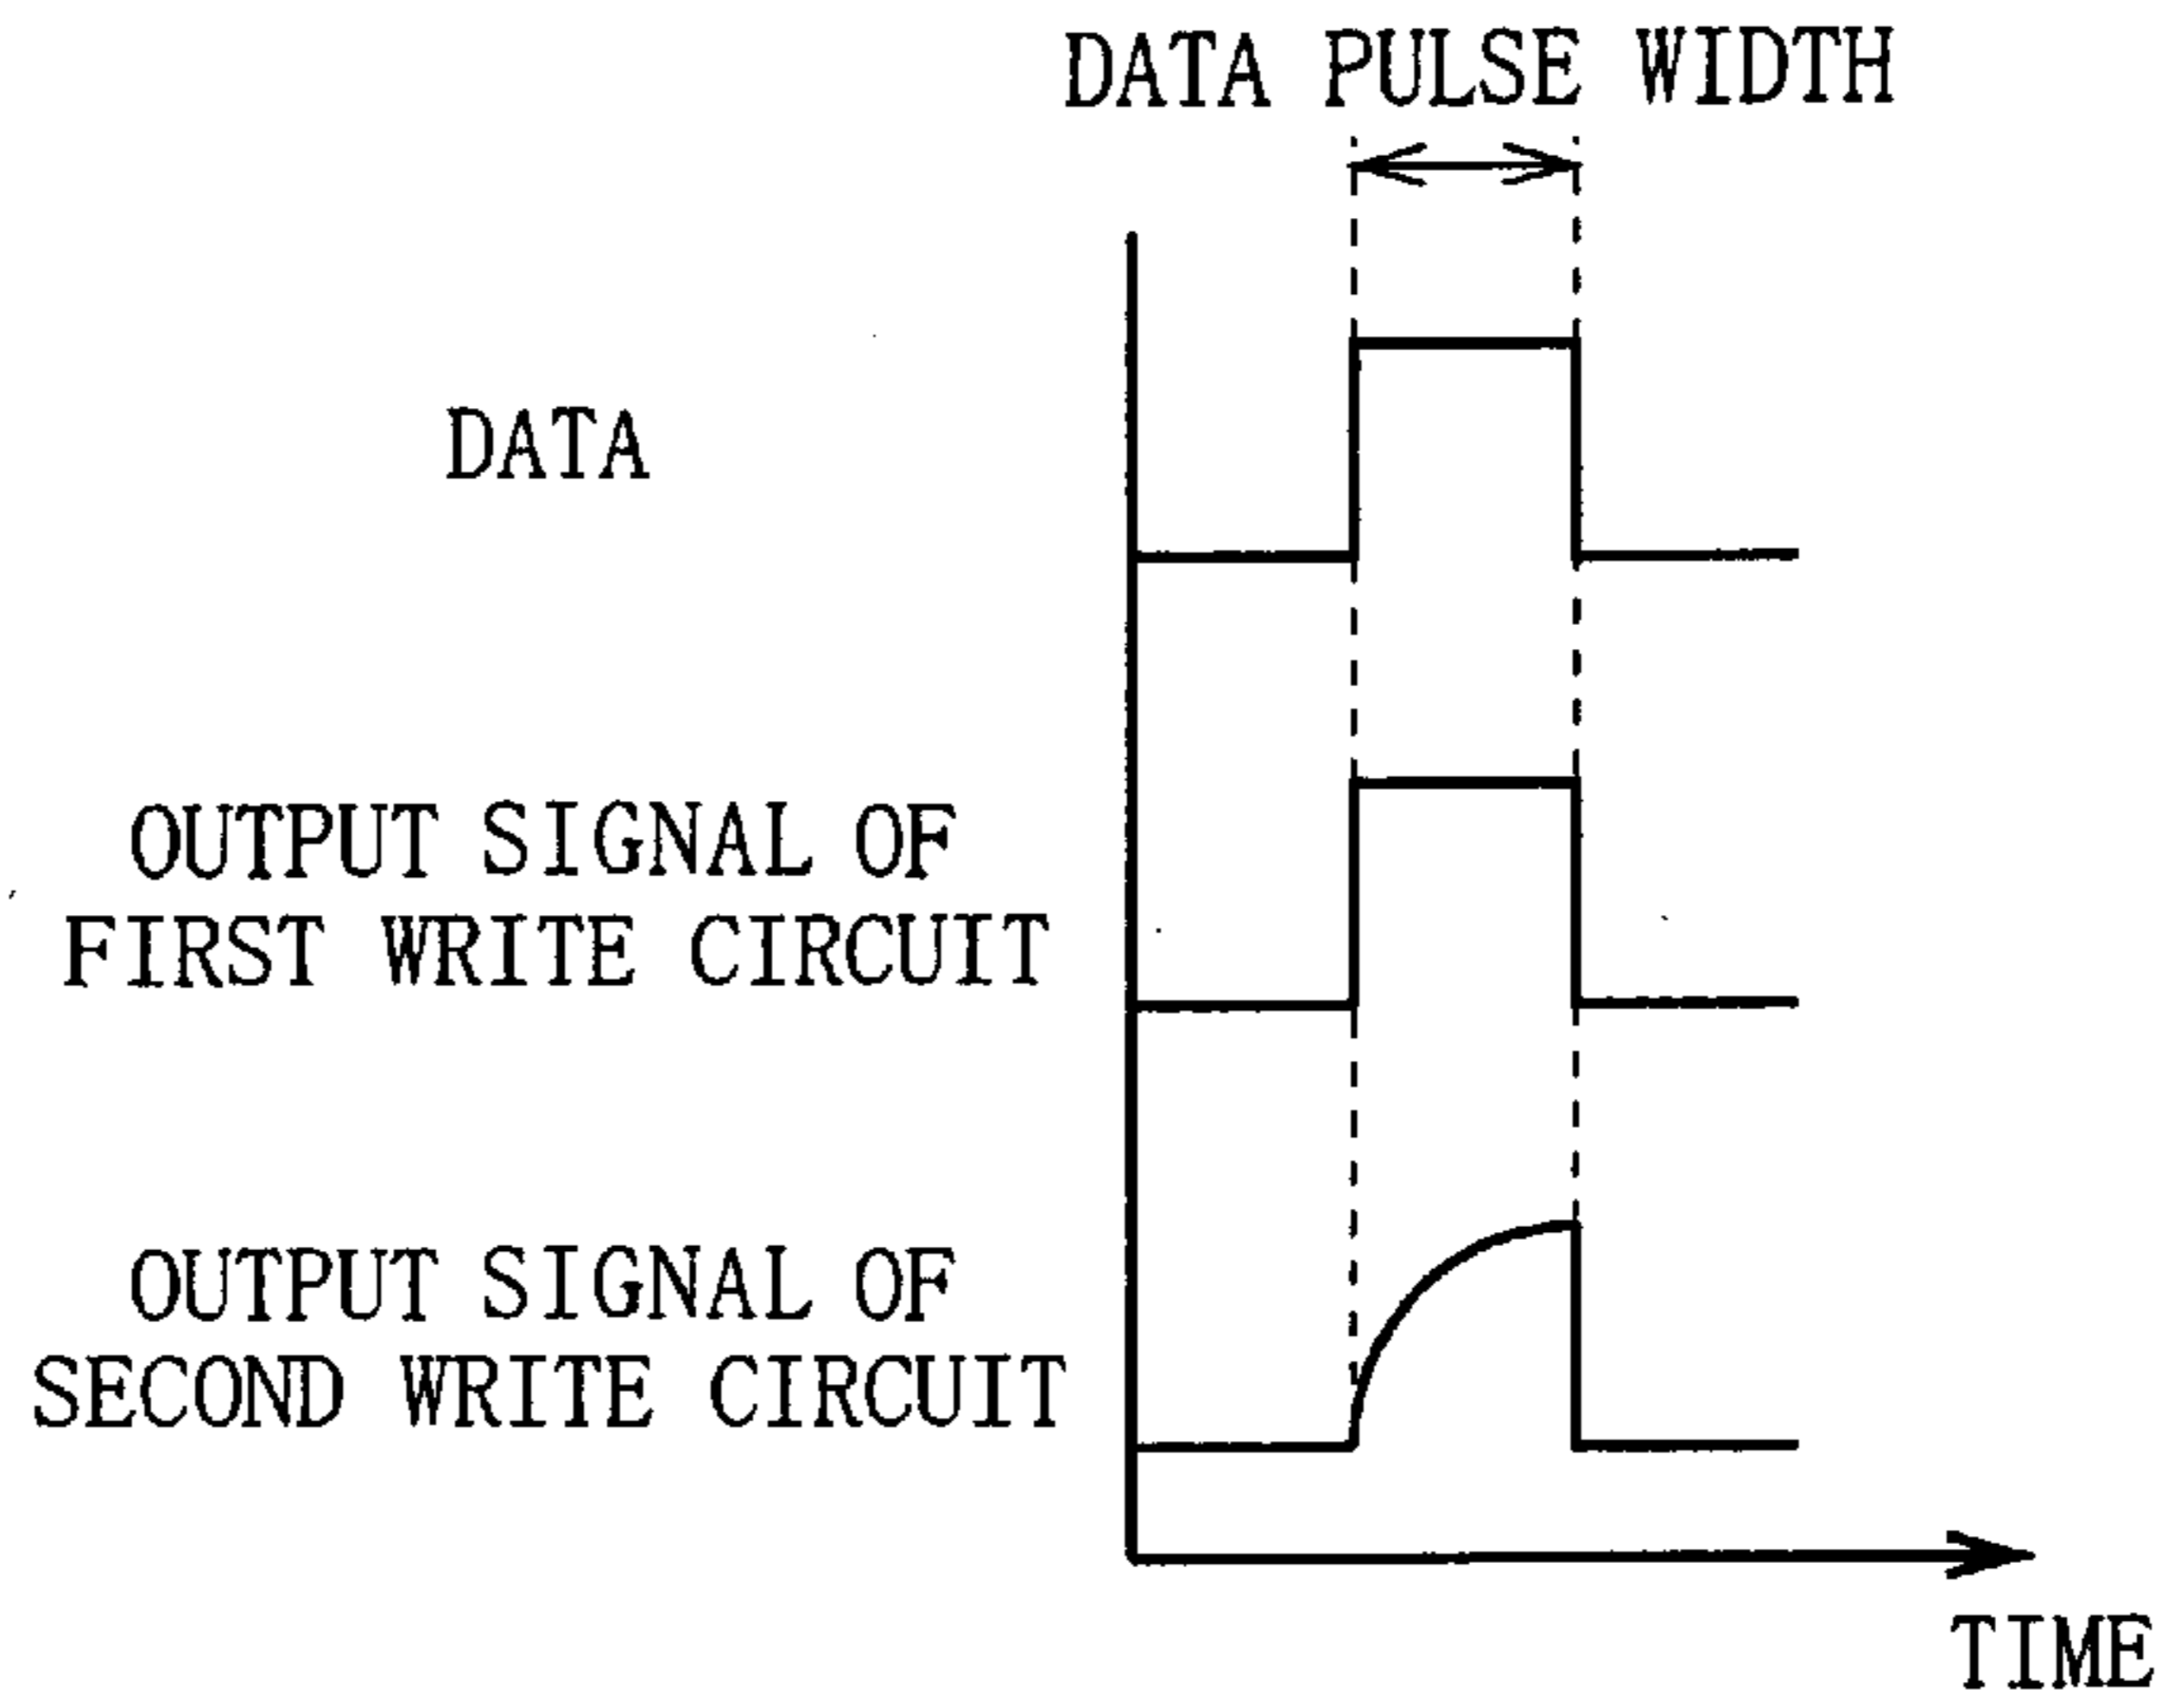 DATA PULSE WIDTH
DATA
OUTPUT SIGNAL OF
FIRST WRITE CIRCUIT
OUTPUT SIGNAL OF
SECOND WRITE CIRCUIT
TIME